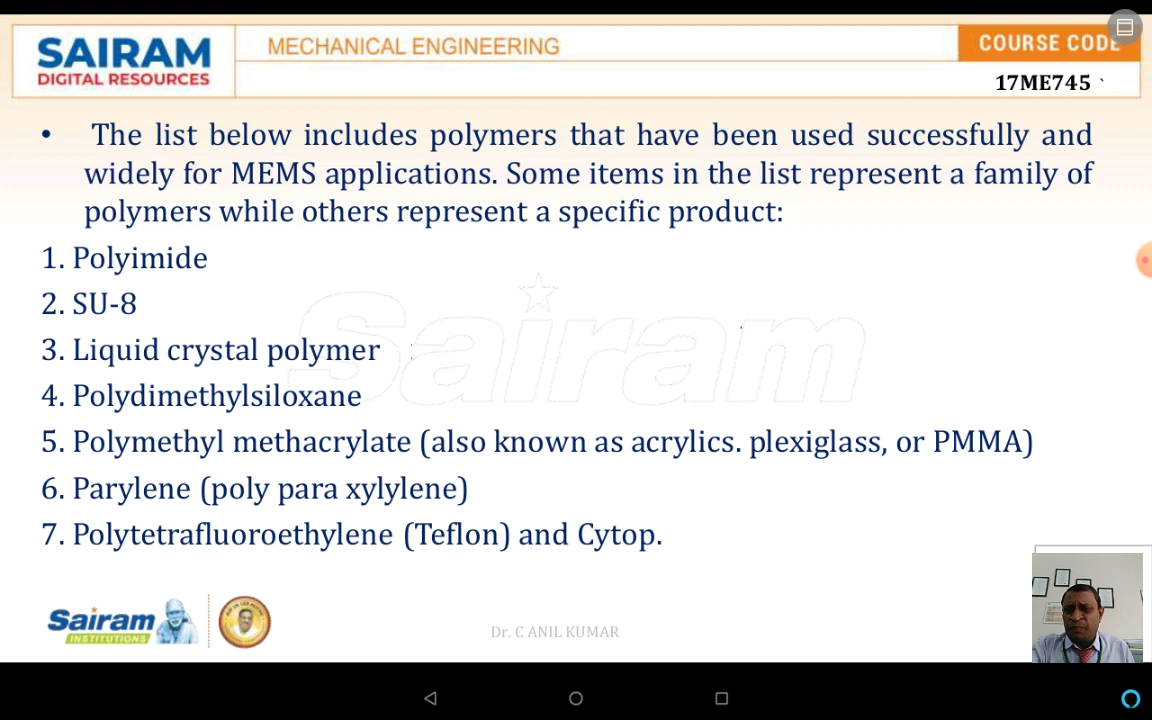 SAIRAM
DIGITAL RESOURCES
MECHANICAL ENGINEERING
COURSE CODE
17ME745 `
• The list below includes polymers that have been used successfully and
widely for MEMS applications. Some items in the list represent a family of
polymers while others represent a specific product:
1. Polyimide
2. SU-8
3. Liquid crystal polymer
4. Polydimethylsiloxane
5. Polymethyl methacrylate (also known as acrylics. plexiglass, or PMMA)
6. Parylene (poly para xylylene)
7. Polytetrafluoroethylene (Teflon) and Cytop.
Sairam
Sairam
INSTITUTIONS
Dr. C ANIL KUMAR